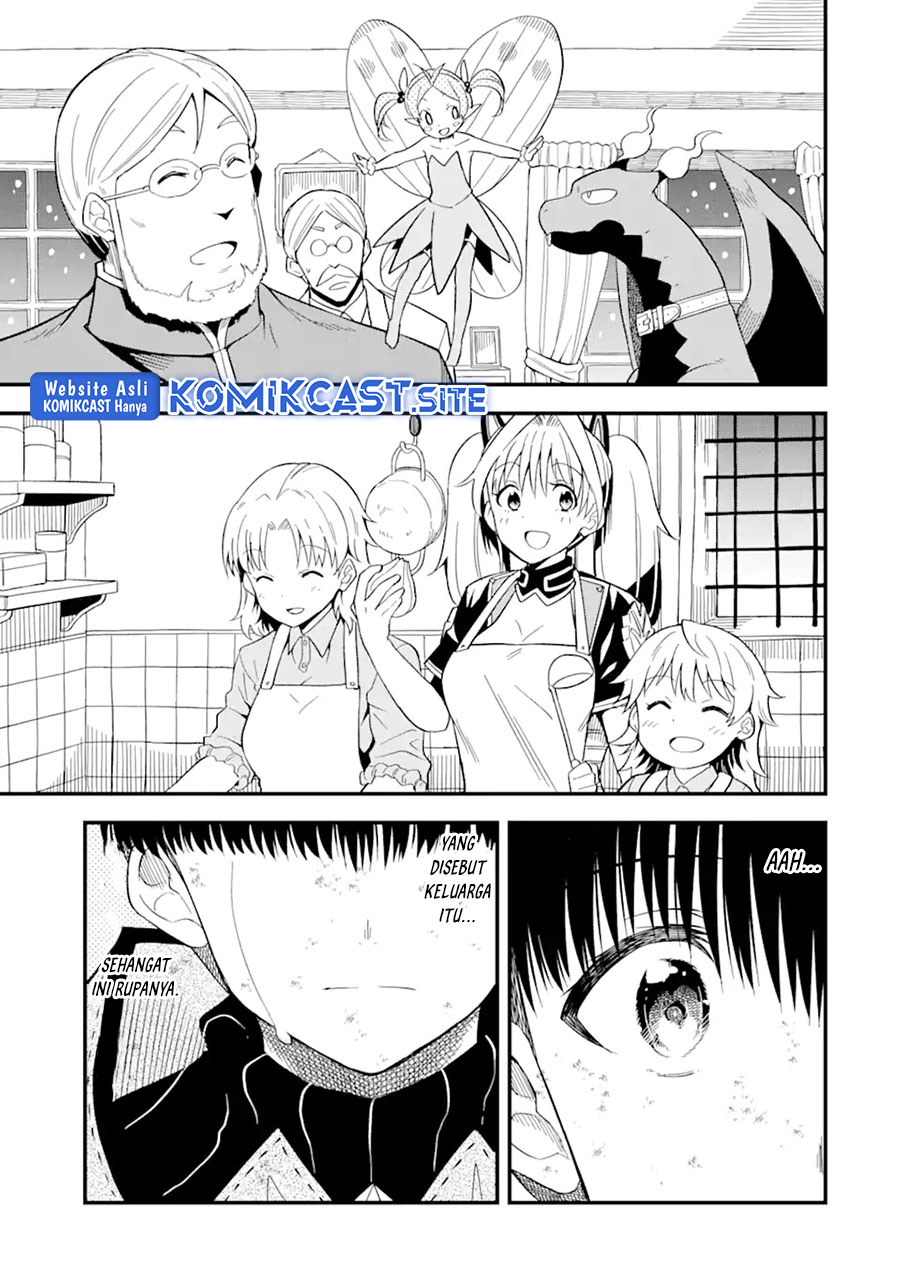 Website Asli
KOMIKCAST Hanya
KOMIKCAST.SITE
AAH...
YANG
DISEBUT
KELUARGA
ITU...
SEHANGAT
INI RUPANYA.